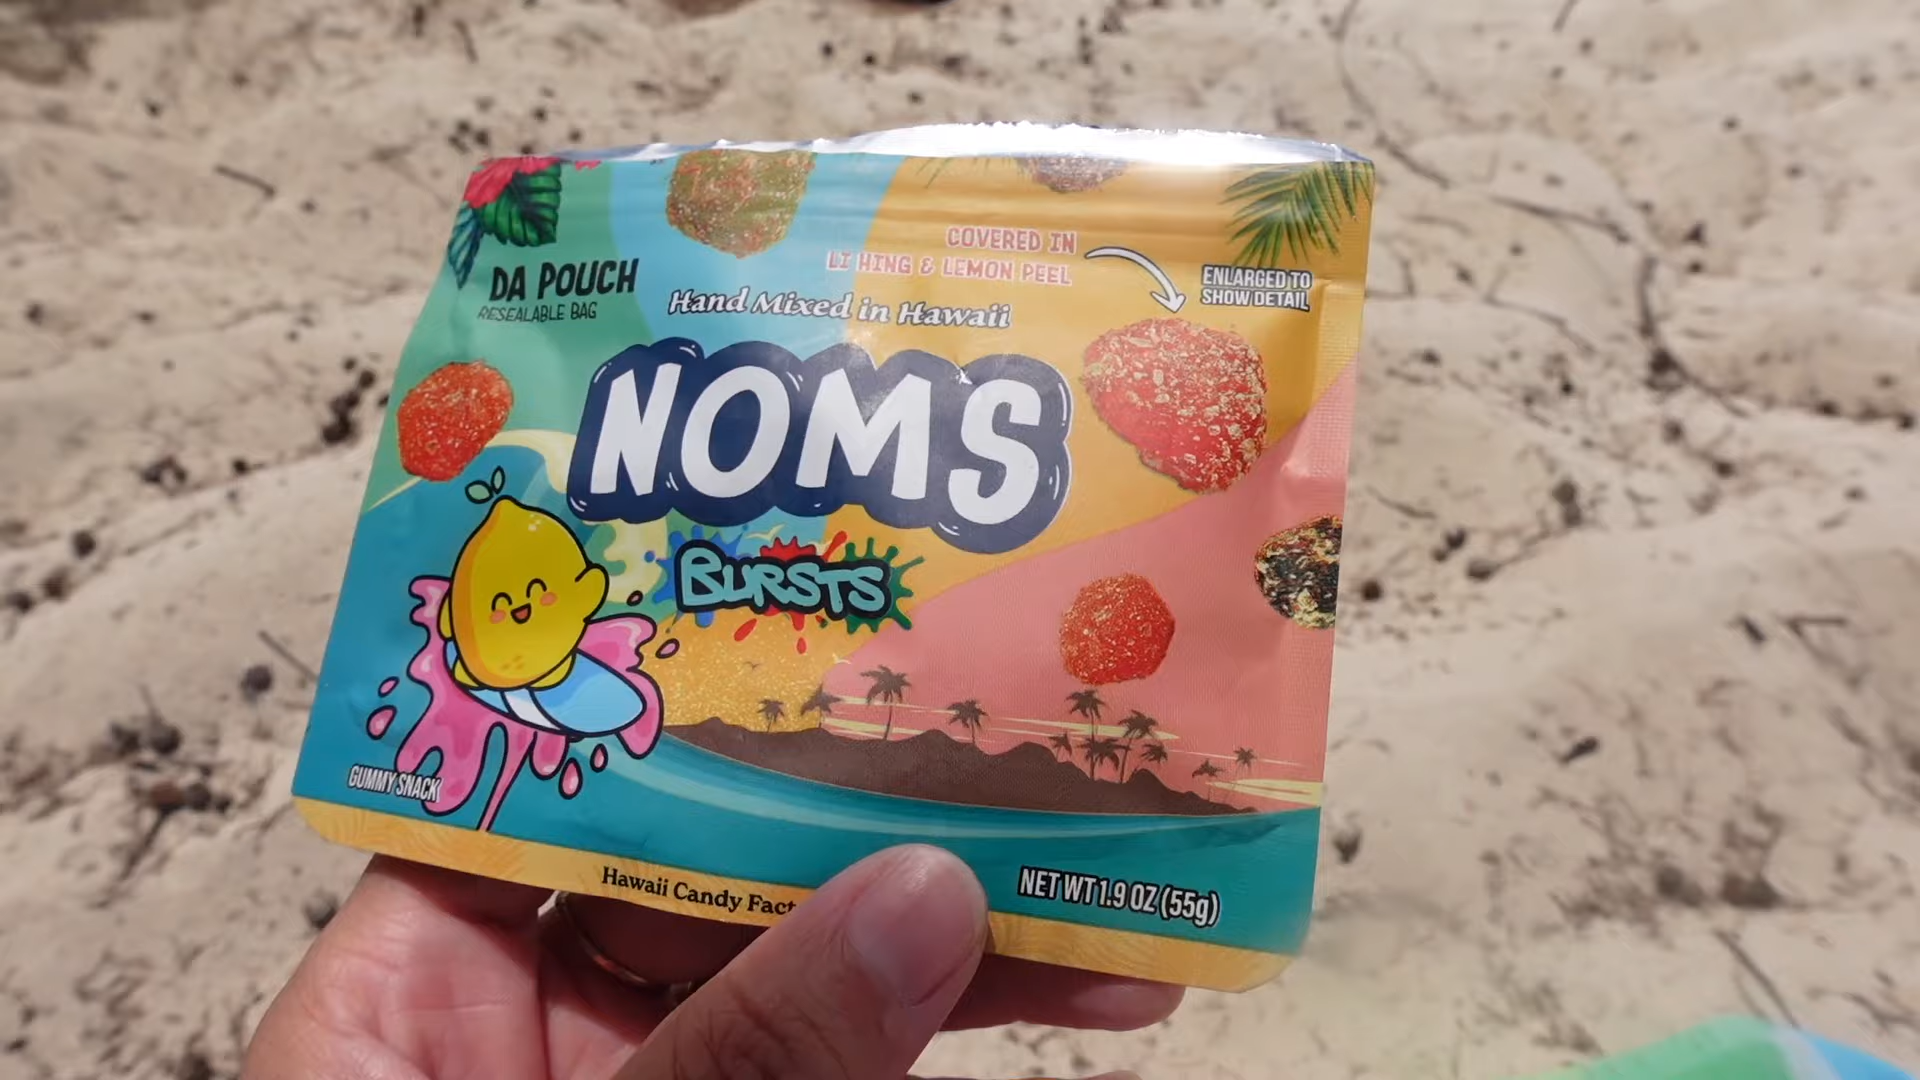 DA POUCH
RESEALABLE BAG
COVERED IN
LI HING & LEMON PEEL
ENLARGED TO
SHOW DETAIL
Hand Mixed in Hawaii
NOMS
BURSTS
GUMMY SNACK
Hawaii Candy Fact
NET WT 1.9 OZ (55g)